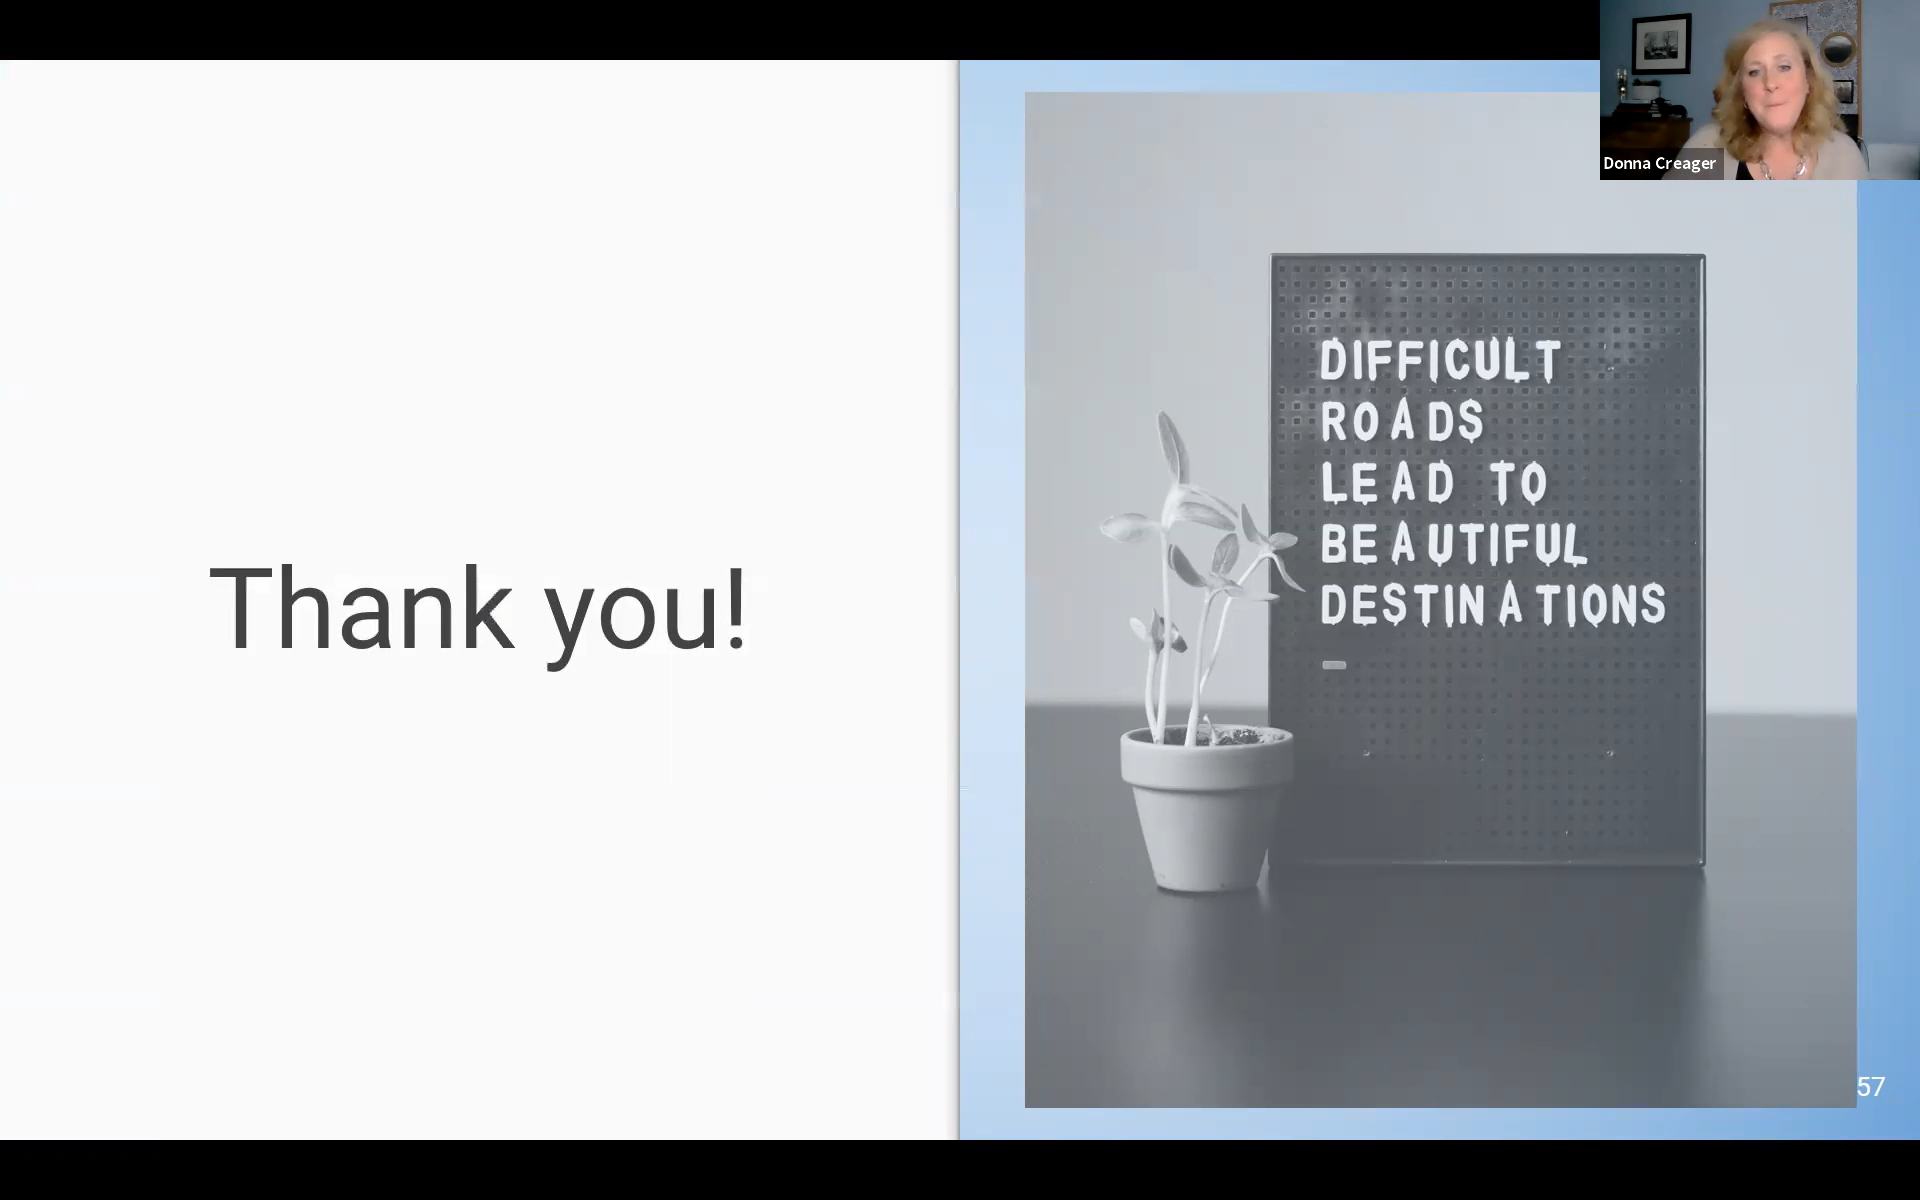 Donna Creager
Thank you!
DIFFICULT
ROADS
LEAD TO
BEAUTIFUL
DESTINATIONS
57